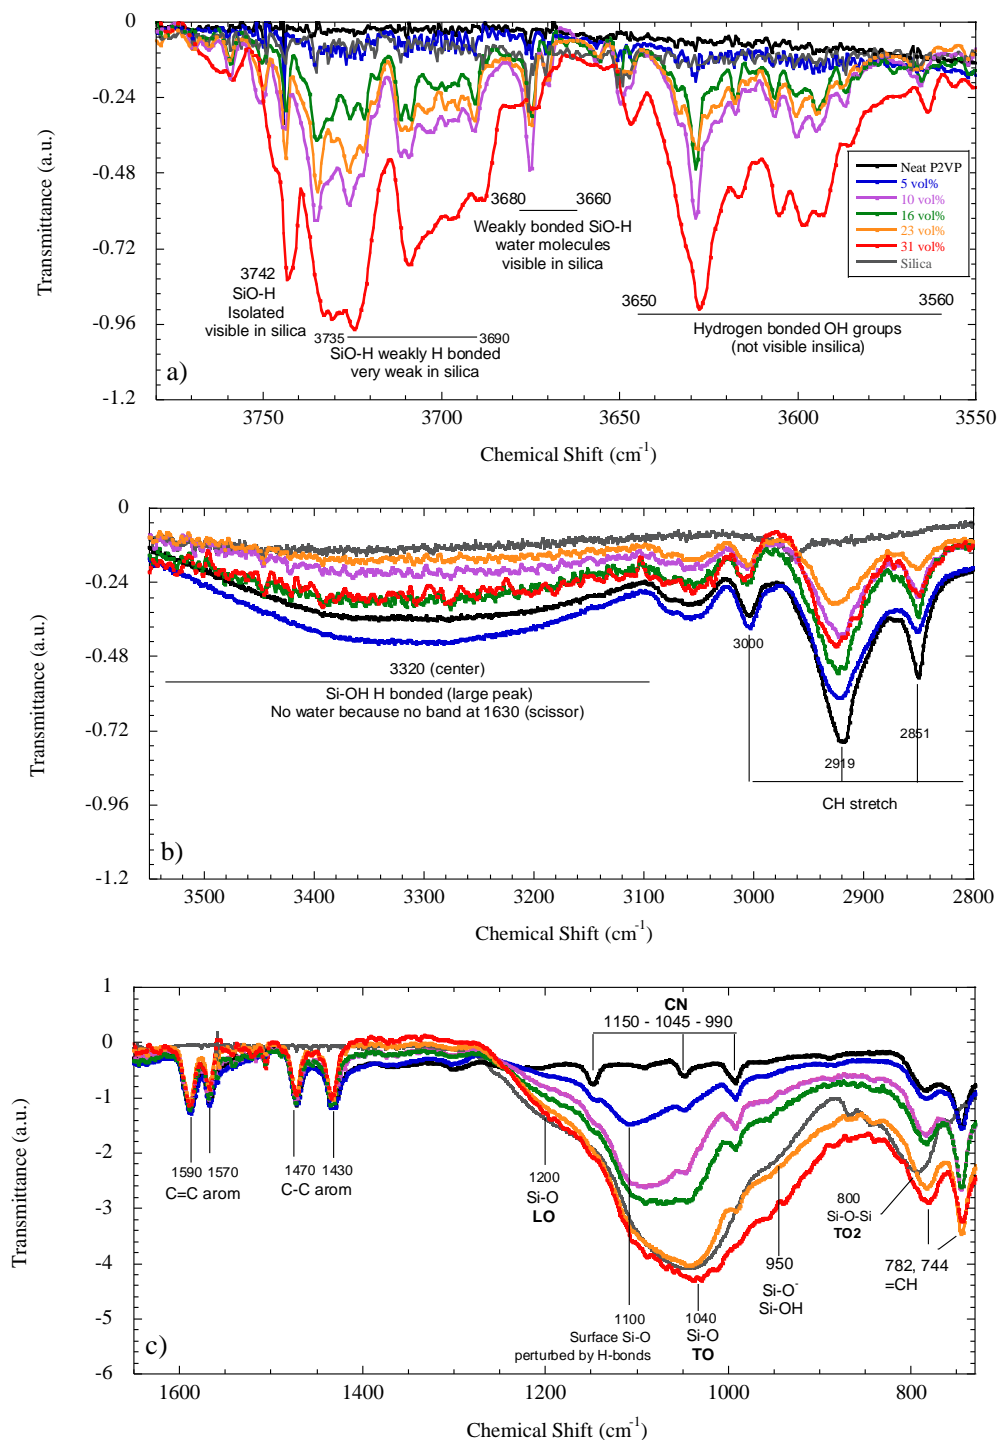 0
-0.24
-0.48
-0.72
-0.96
-1.2
Transmittance (a.u.)
3742
SiO-H
Isolated
visible in silica
3735
3690
SiO-H weakly H bonded
very weak in silica
3680
3660
Weakly bonded SiO-H
water molecules
visible in silica
Neat P2VP
5 vol%
10 vol%
16 vol%
23 vol%
31 vol%
Silica
3650
3560
Hydrogen bonded OH groups
(not visible insilica)
a)
3750
3700
3650
3600
3550
Chemical Shift (cm-1)
0
-0.24
-0.48
-0.72
-0.96
-1.2
Transmittance (a.u.)
3320 (center)
Si-OH H bonded (large peak)
No water because no band at 1630 (scissor)
3000
2919
2851
CH stretch
b)
3500
3400
3300
3200
3100
3000
2900
2800
Chemical Shift (cm-1)
1
0
-1
-2
-3
-4
-5
-6
Transmittance (a.u.)
CN
1150 - 1045 - 990
1590
1570
C=C arom
1470
1430
C-C arom
1200
Si-O
LO
1100
Surface Si-O
perturbed by H-bonds
1040
Si-O
TO
950
Si-O-
Si-OH
800
Si-O-Si
TO2
782, 744
=CH
c)
1600
1400
1200
1000
800
Chemical Shift (cm-1)